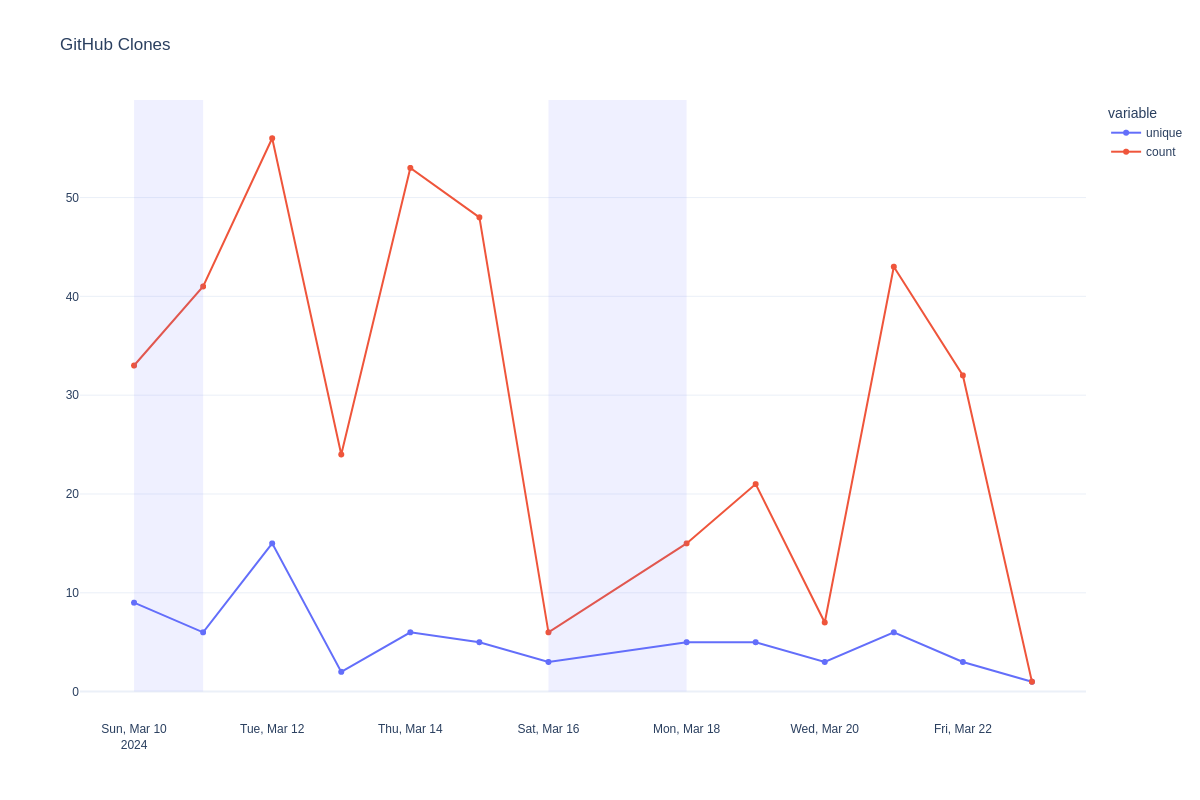 GitHub Clones
variable
unique
count
50
40
30
20
10
0
Sun, Mar 10
2024
Tue, Mar 12
Thu, Mar 14
Sat, Mar 16
Mon, Mar 18
Wed, Mar 20
Fri, Mar 22